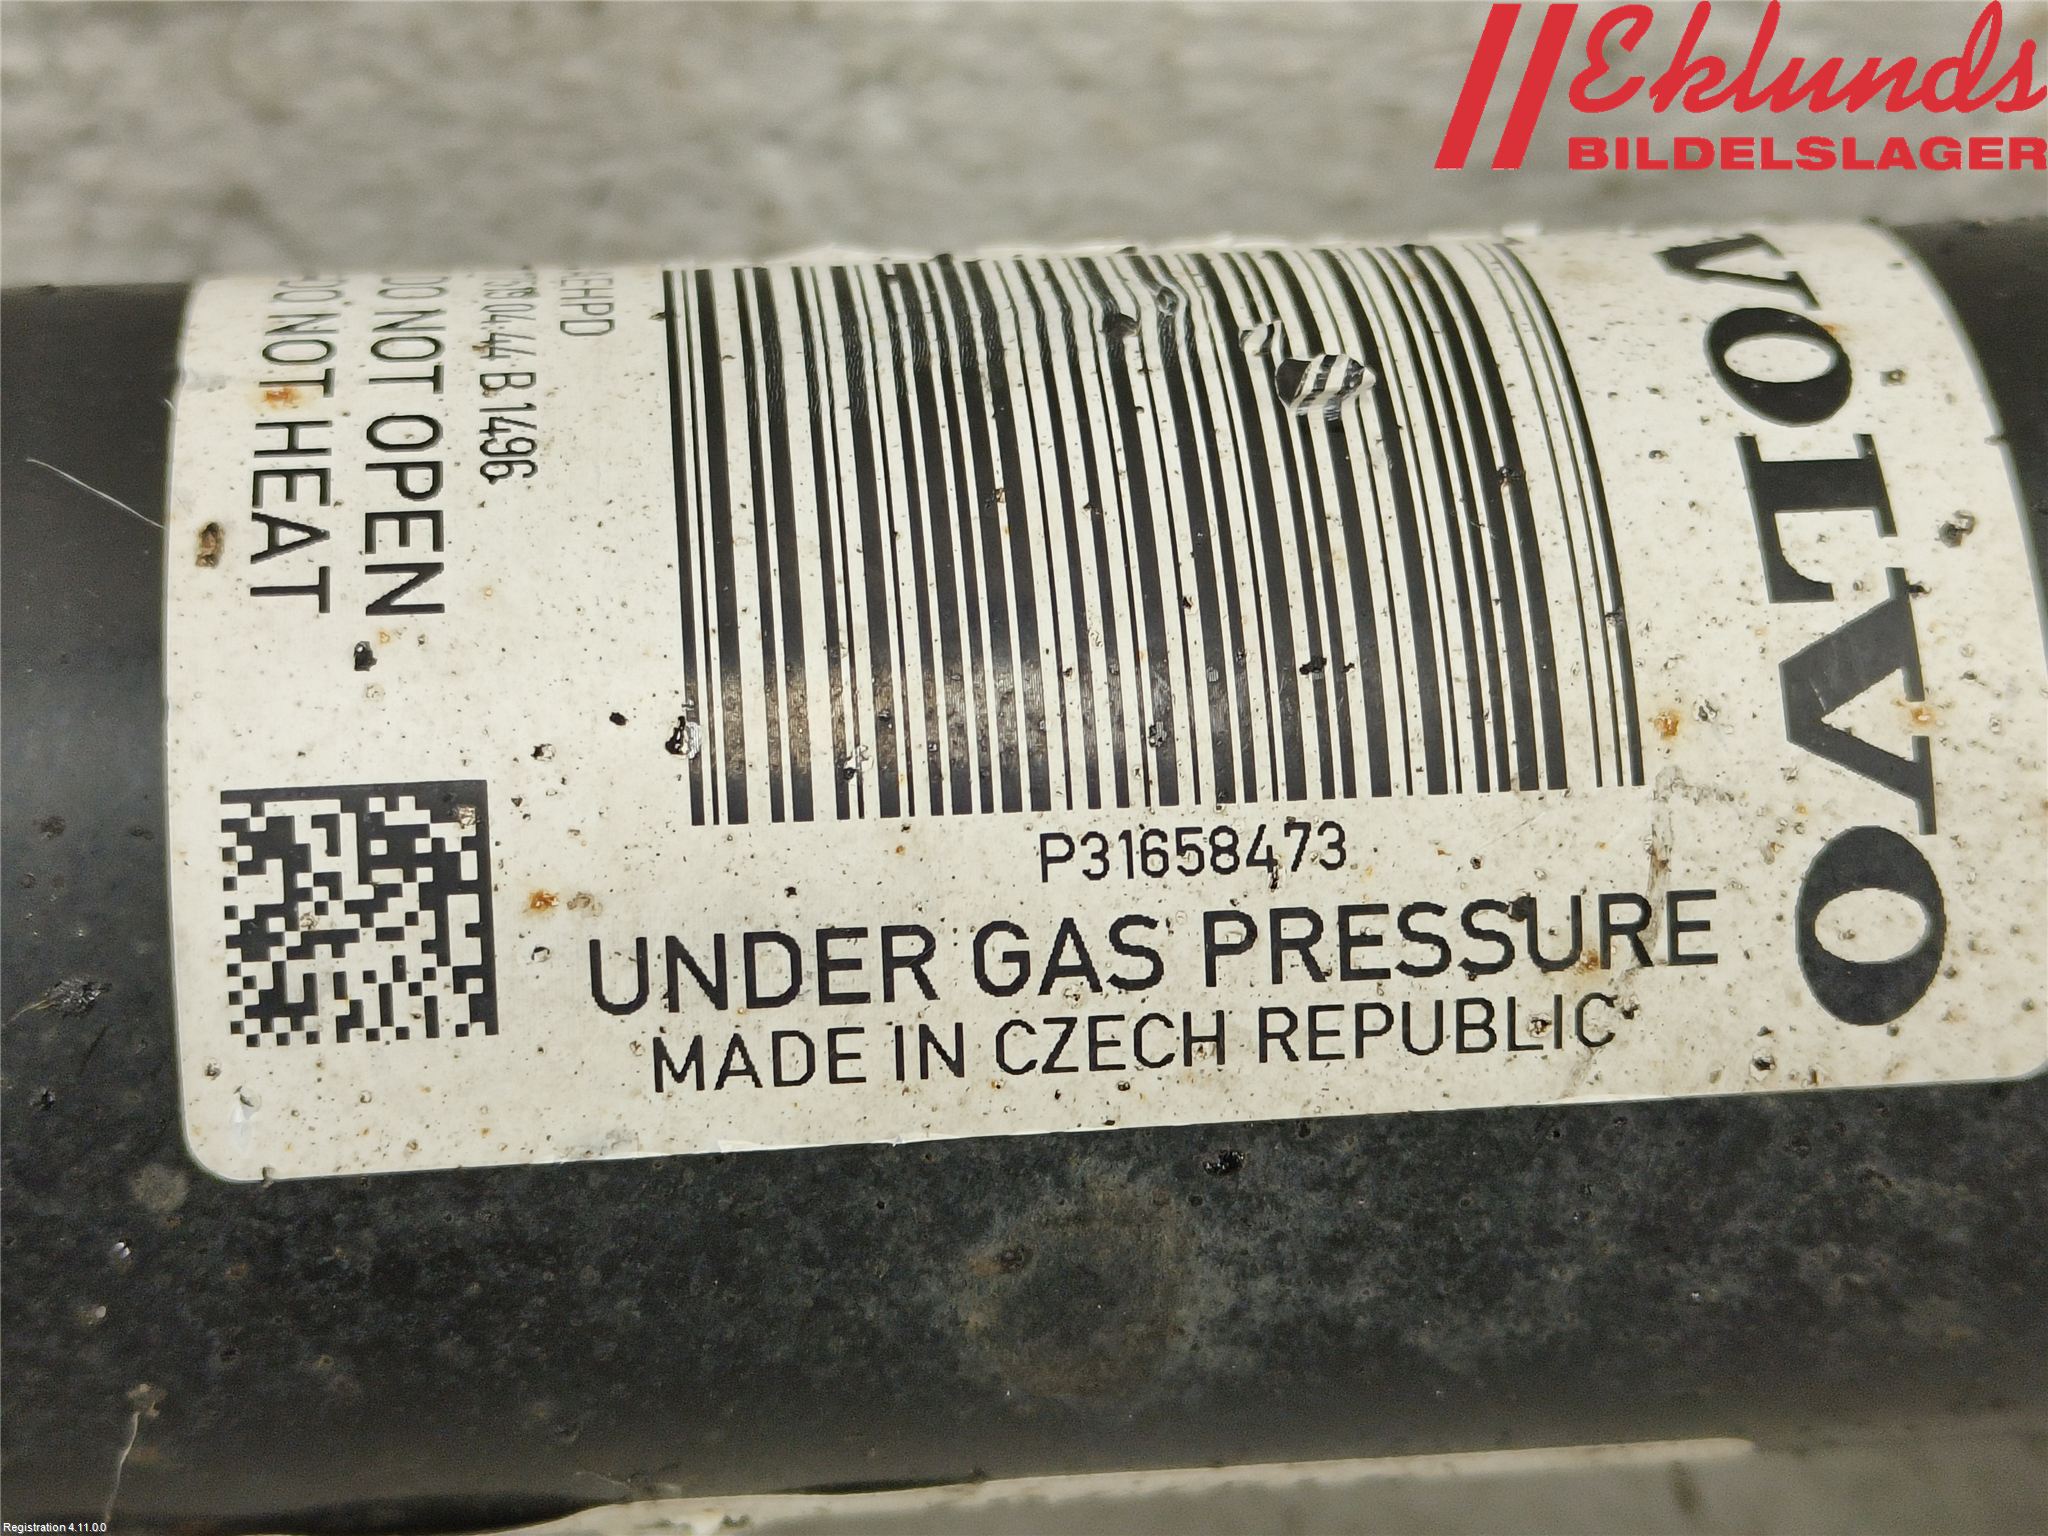 Eklunds
BILDELSLAGER
VOLVO
P31658473
UNDER GAS PRESSURE
MADE IN CZECH REPUBLIC
B 1496
DO NOT OPEN
DO NOT HEAT
Registration 4.11.0.0